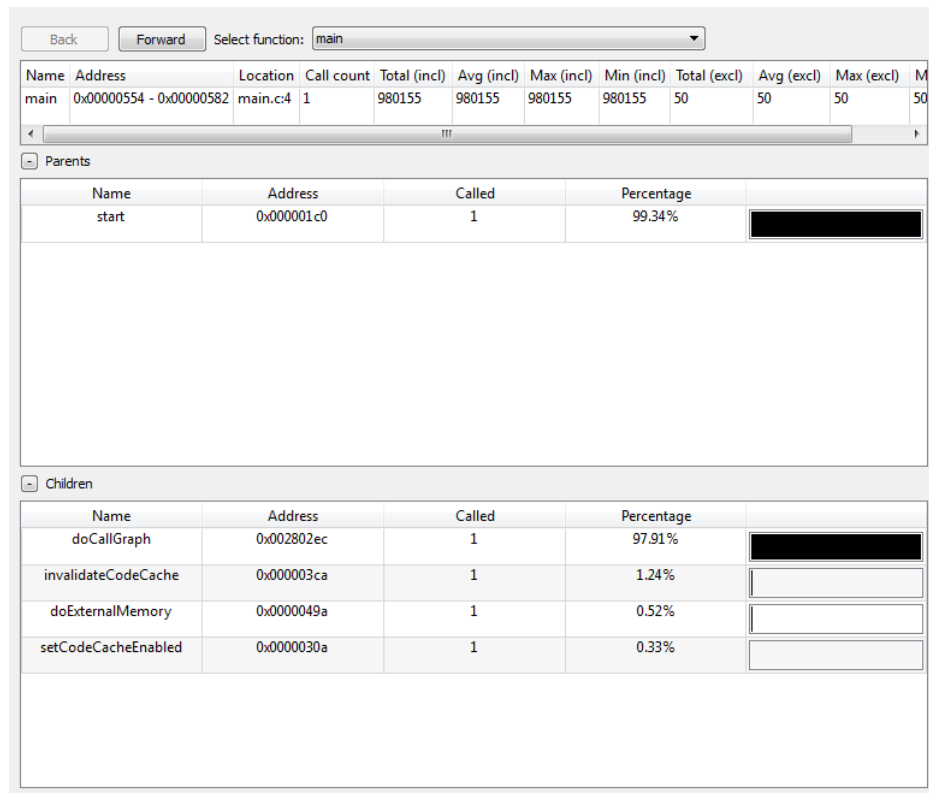 Back Forward Select function: main
Name Address Location Call count Total (incl) Avg (incl) Max (incl) Min (incl) Total (excl) Avg (excl) Max (excl) M
main 0x00000554 - 0x00000582 main.c:4 1 980155 980155 980155 980155 50 50 50 50
- Parents
Name Address Called Percentage
start 0x000001c0 1 99.34%
- Children
Name Address Called Percentage
doCallGraph 0x002802ec 1 97.91%
invalidateCodeCache 0x000003ca 1 1.24%
doExternalMemory 0x0000049a 1 0.52%
setCodeCacheEnabled 0x0000030a 1 0.33%